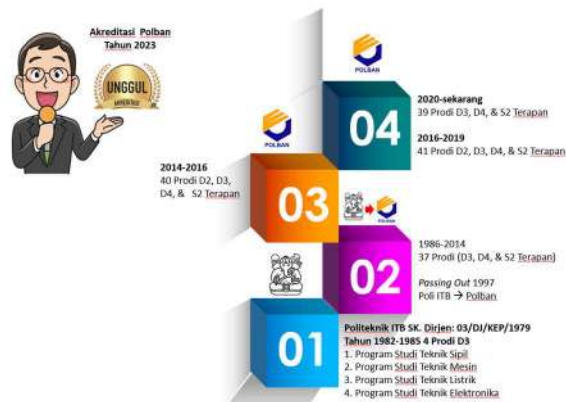 Akreditasi Polban
Tahun 2023
UNGGUL
AKREDITASI
POLBAN
04
2020-sekarang
39 Prodi D3, D4, & S2 Terapan
2016-2019
41 Prodi D2, D3, D4, & S2 Terapan
POLBAN
2014-2016
40 Prodi D2, D3,
D4, & S2 Terapan
03
POLBAN
02
1986-2014
37 Prodi (D3, D4, & S2 Terapan)
Passing Out 1997
Poli ITB → Polban
01
Politeknik ITB SK. Dirjen: 03/DJ/KEP/1979
Tahun 1982-1985 4 Prodi D3
1. Program Studi Teknik Sipil
2. Program Studi Teknik Mesin
3. Program Studi Teknik Listrik
4. Program Studi Teknik Elektronika